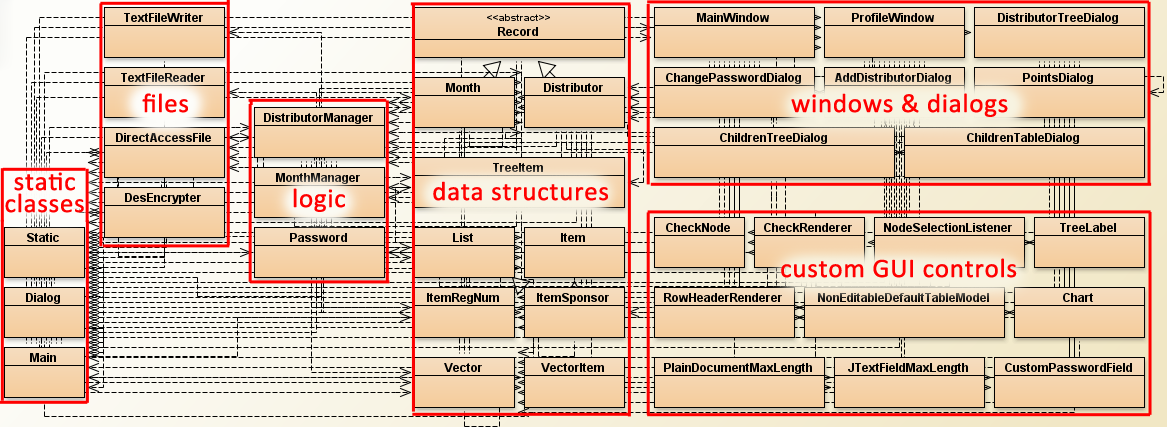 TextFileWriter
TextFileReader
files
DirectAccessFile
DesEncrypter
static
classes
Static
Dialog
Main
DistributorManager
MonthManager
logic
Password
<<abstract>>
Record
Month
Distributor
TreeItem
data structures
List
Item
ItemRegNum
ItemSponsor
Vector
VectorItem
MainWindow
ProfileWindow
DistributorTreeDialog
ChangePasswordDialog
AddDistributorDialog
PointsDialog
windows & dialogs
ChildrenTreeDialog
ChildrenTableDialog
CheckNode
CheckRenderer
NodeSelectionListener
TreeLabel
custom GUI controls
RowHeaderRenderer
NonEditableDefaultTableModel
Chart
PlainDocumentMaxLength
JTextFieldMaxLength
CustomPasswordField